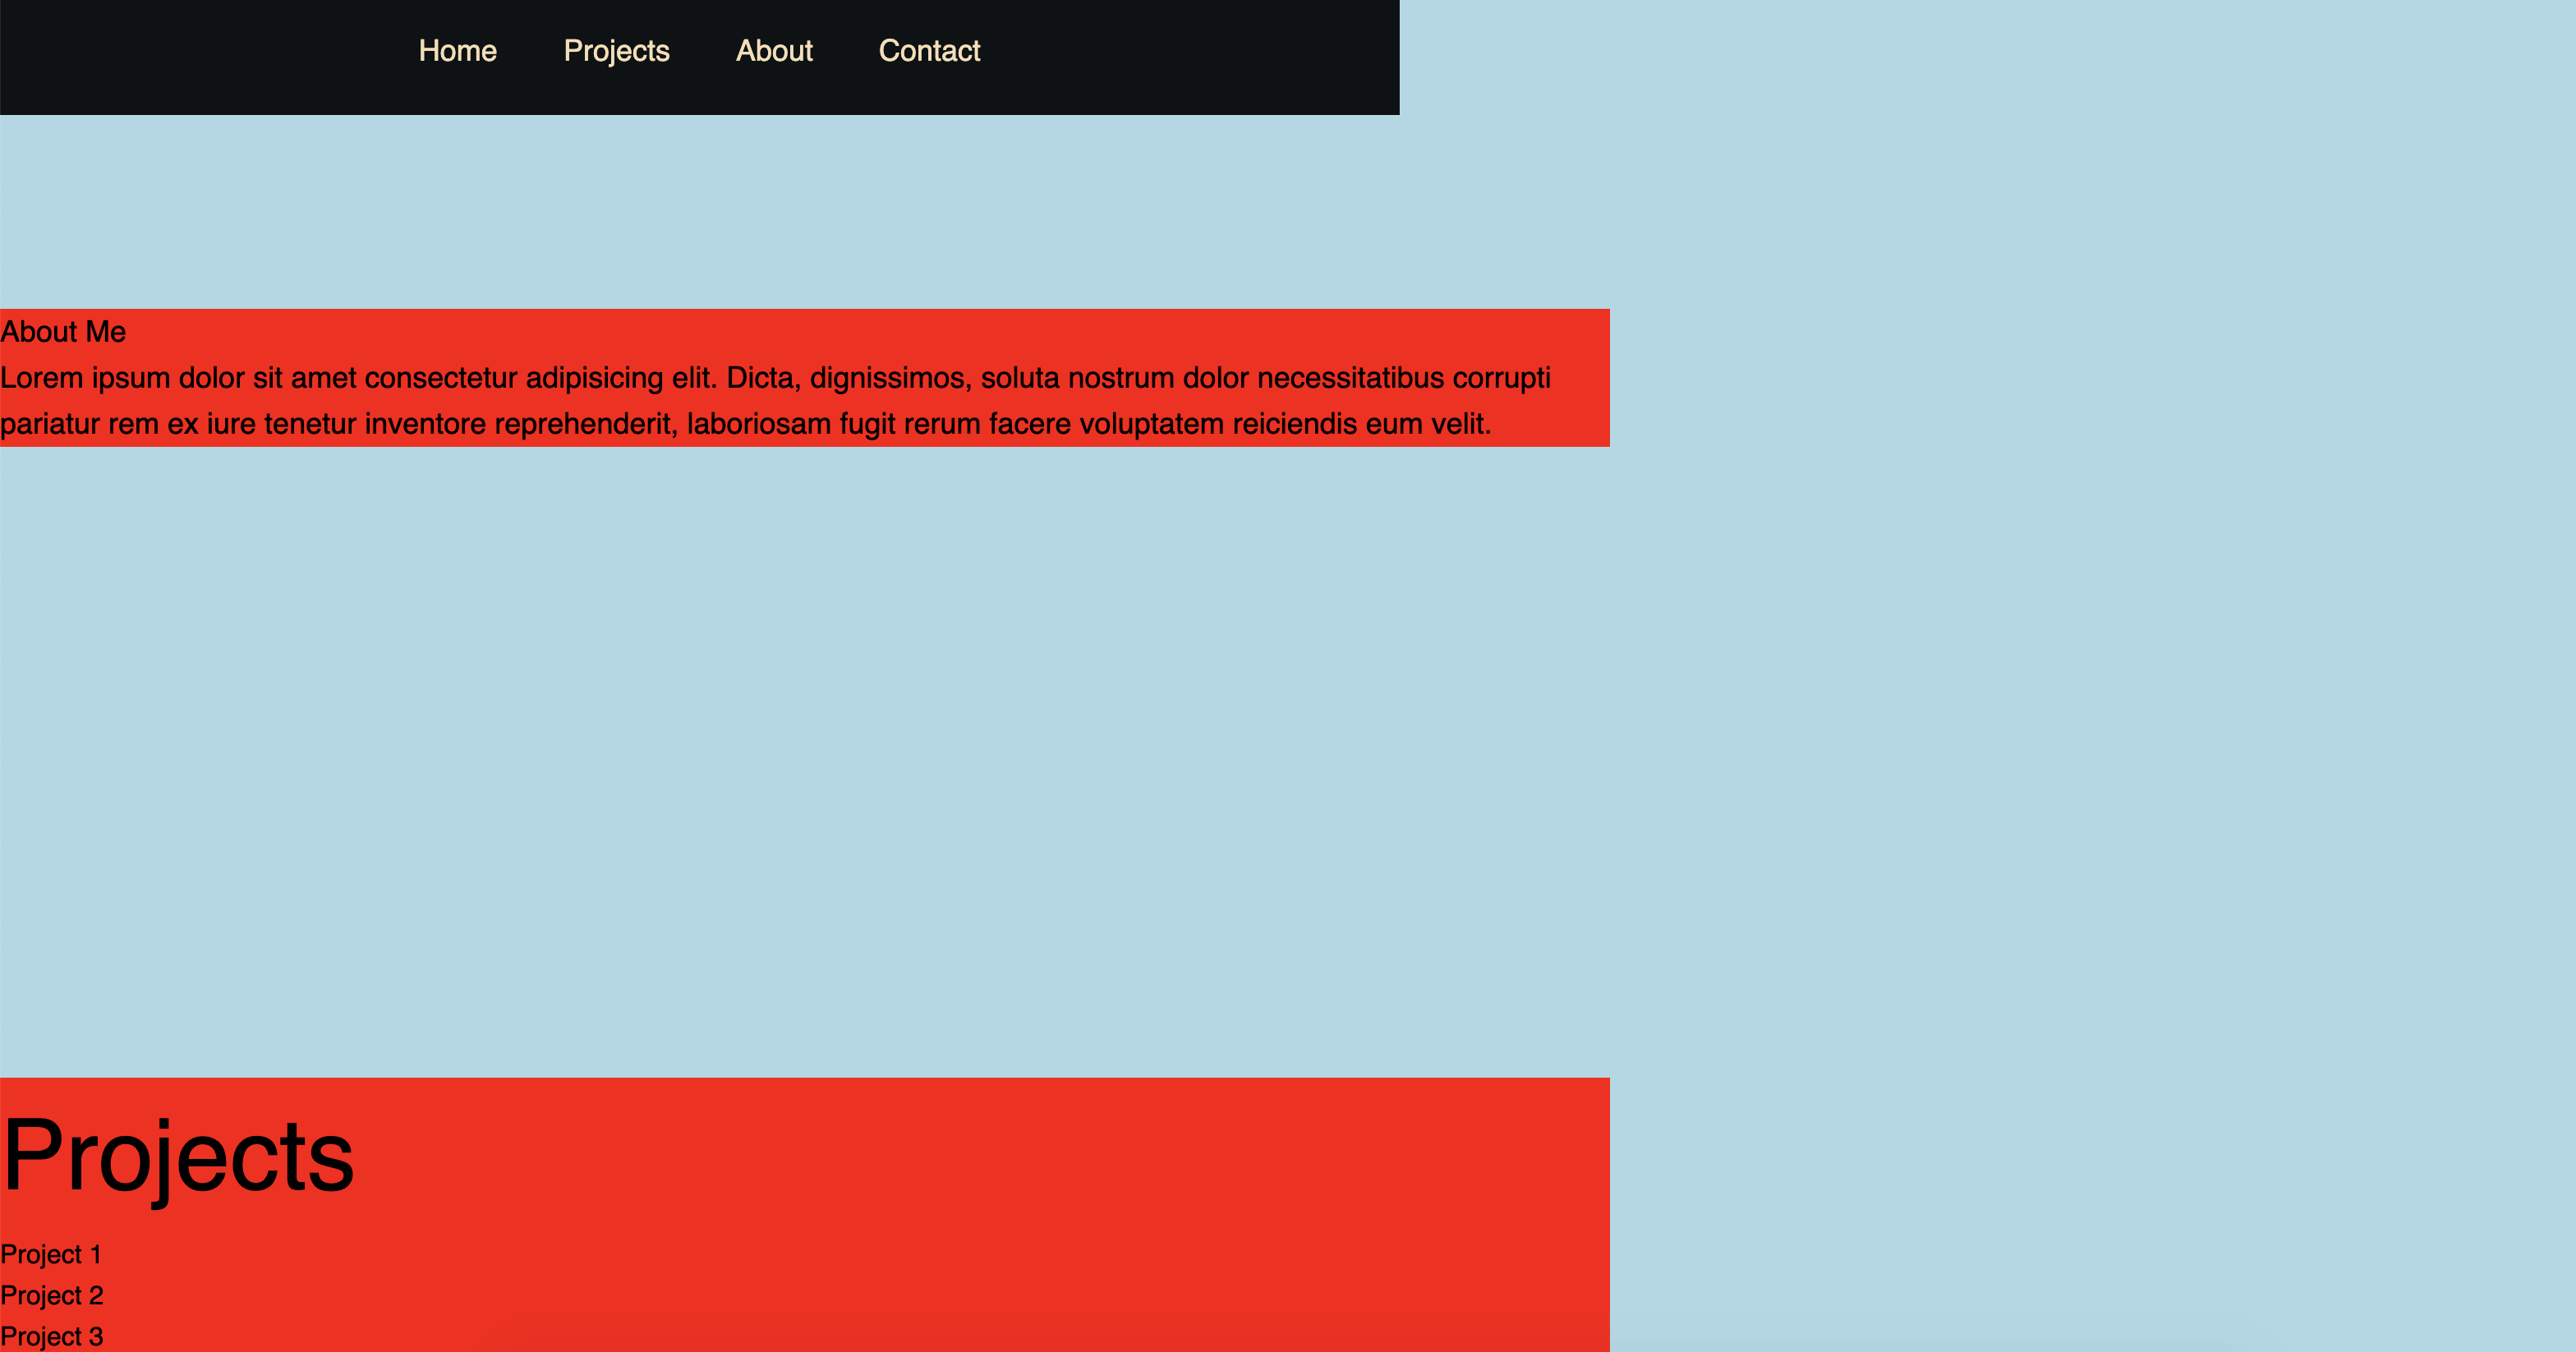 Home Projects About Contact
About Me
Lorem ipsum dolor sit amet consectetur adipisicing elit. Dicta, dignissimos, soluta nostrum dolor necessitatibus corrupti
pariatur rem ex iure tenetur inventore reprehenderit, laboriosam fugit rerum facere voluptatem reiciendis eum velit.
Projects
Project 1
Project 2
Project 3